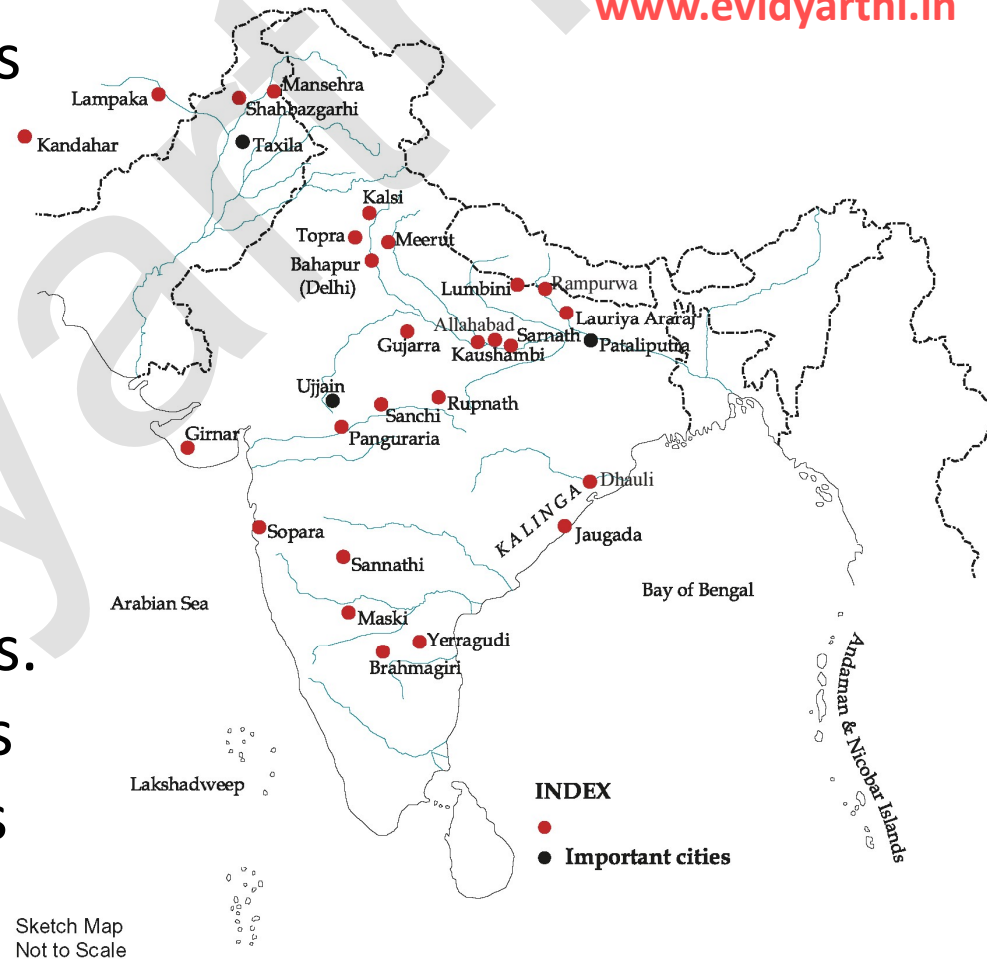 www.evidyarthi.in
s
Mansehra
Lampaka
Shahbazgarhi
Kandahar
Taxila
Kalsi
Topra
Meerut
Bahapur
(Delhi)
Lumbini
Rampurwa
Lauriya Araraj
Allahabad
Sarnath
Pataliputra
Gujarra
Kaushambi
Ujjain
Rupnath
Sanchi
Panguraria
Girnar
Dhauli
KALINGA
Sopara
Jaugada
Sannathi
Bay of Bengal
Arabian Sea
Maski
Yerragudi
Brahmagiri
s.
s
Andaman & Nicobar Islands
Lakshadweep
INDEX
s
Important cities
Sketch Map
Not to Scale